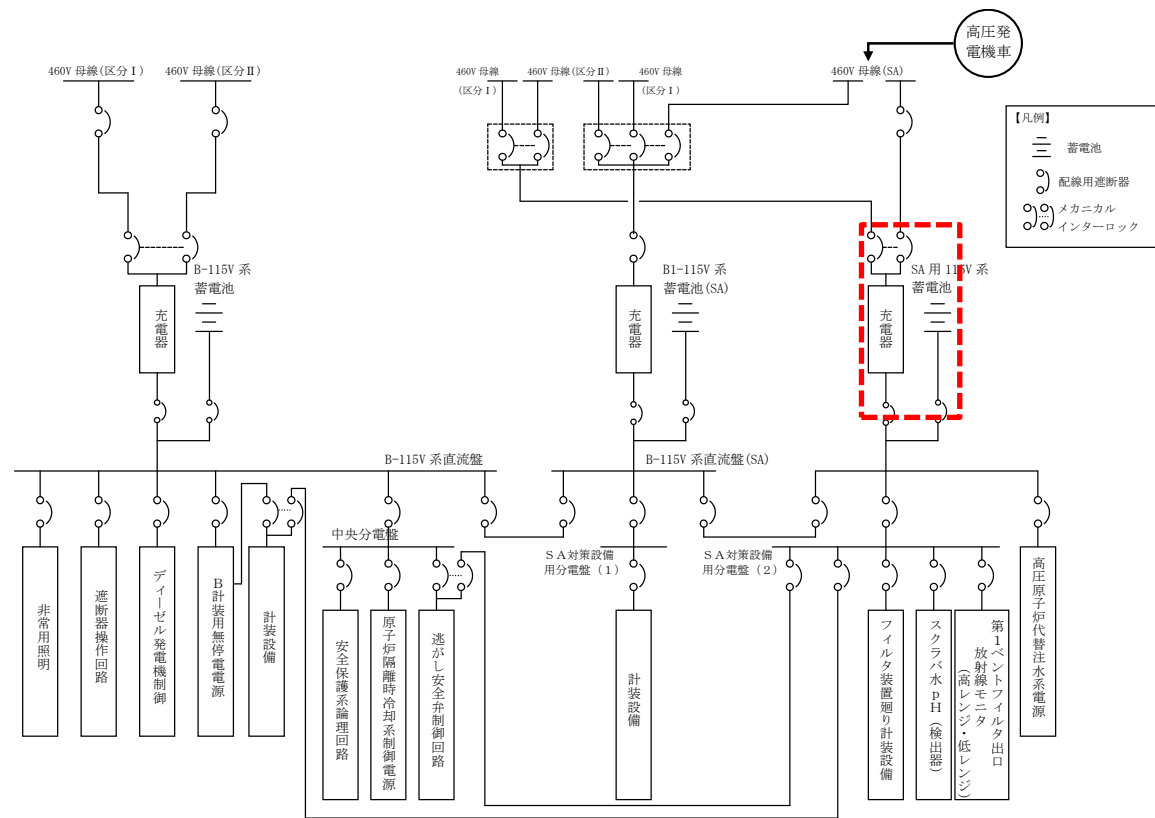 高圧発
電機車
460V 母線(区分Ⅰ)
460V 母線(区分Ⅱ)
460V 母線
(区分Ⅰ)
460V 母線(区分Ⅱ)
460V 母線
(区分Ⅰ)
460V 母線(SA)
【凡例】
蓄電池
配線用遮断器
メカニカル
インターロック
B-115V 系
蓄電池
充電器
B1-115V 系
蓄電池(SA)
充電器
SA 用 115V 系
蓄電池
充電器
B-115V 系直流盤
B-115V 系直流盤(SA)
中央分電盤
SA対策設備
用分電盤(1)
SA対策設備
用分電盤(2)
非常用照明
遮断器操作回路
ディーゼル発電機制御
B計装用無停電電源
計装設備
安全保護系論理回路
原子炉隔離時冷却系制御電源
逃がし安全弁制御回路
計装設備
フィルタ装置廻り計装設備
スクラバ水pH(検出器)
第1ベントフィルタ出口
放射線モニタ
(高レンジ・低レンジ)
高圧原子炉代替注水系電源